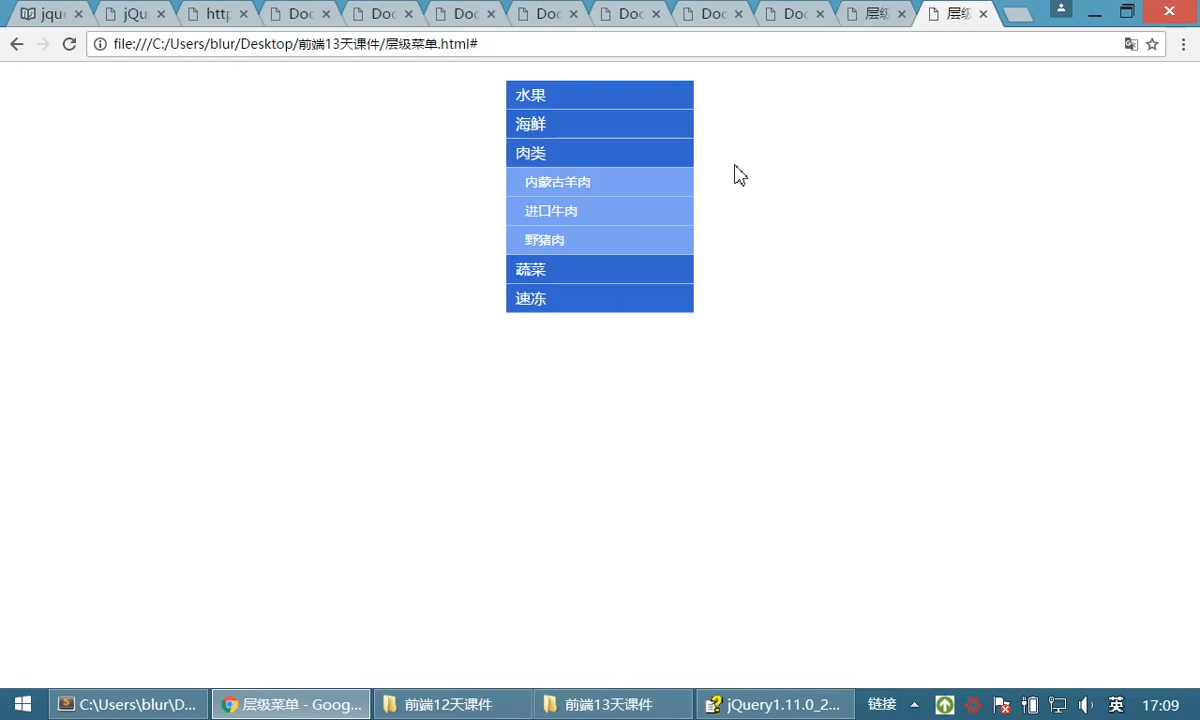 jque
jQu
http
Doc
Doc
Doc
Doc
Doc
Doc
Doc
层级
层级
file:///C:/Users/blur/Desktop/前端13天课件/层级菜单.html#
水果
海鲜
肉类
内蒙古羊肉
进口牛肉
野猪肉
蔬菜
速冻
C:\Users\blur\D...
层级菜单 - Goog...
前端12天课件
前端13天课件
jQuery1.11.0_2...
链接
英
17:09